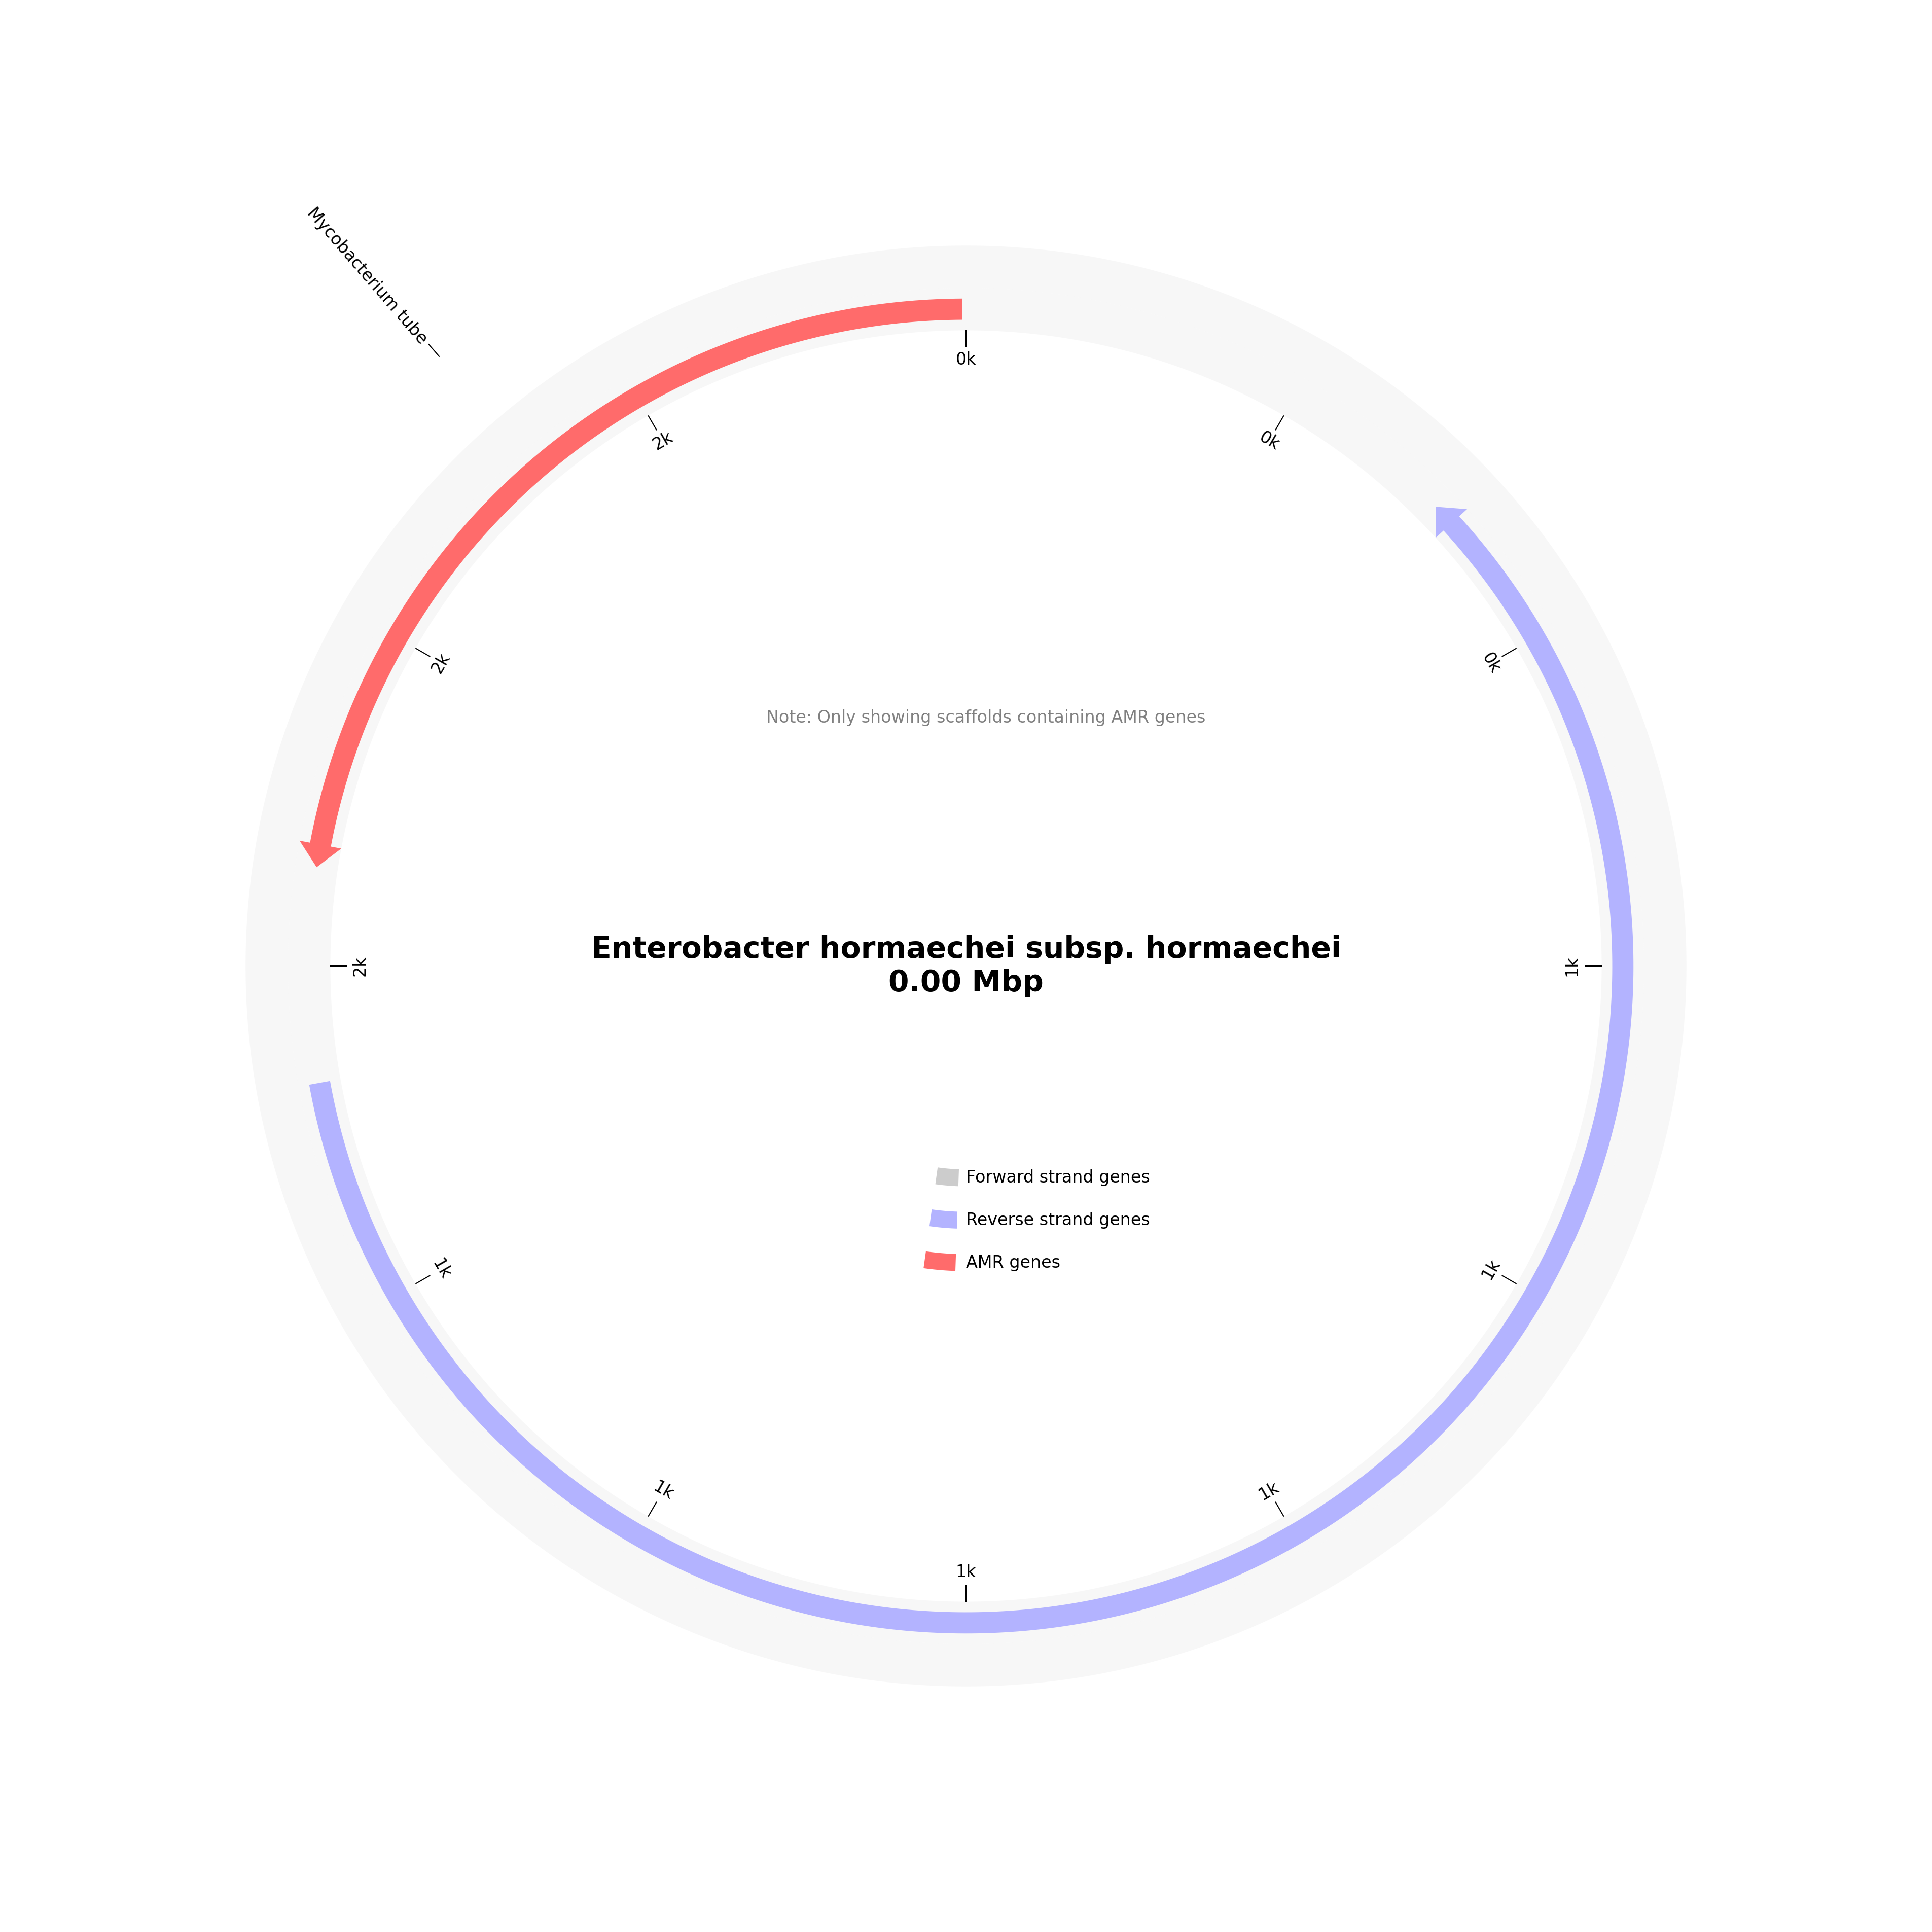 Mycobacterium tube
0k
0k
0k
1k
1k
1k
1k
1k
1k
2k
2k
2k
Note: Only showing scaffolds containing AMR genes
Enterobacter hormaechei subsp. hormaechei
0.00 Mbp
Forward strand genes
Reverse strand genes
AMR genes